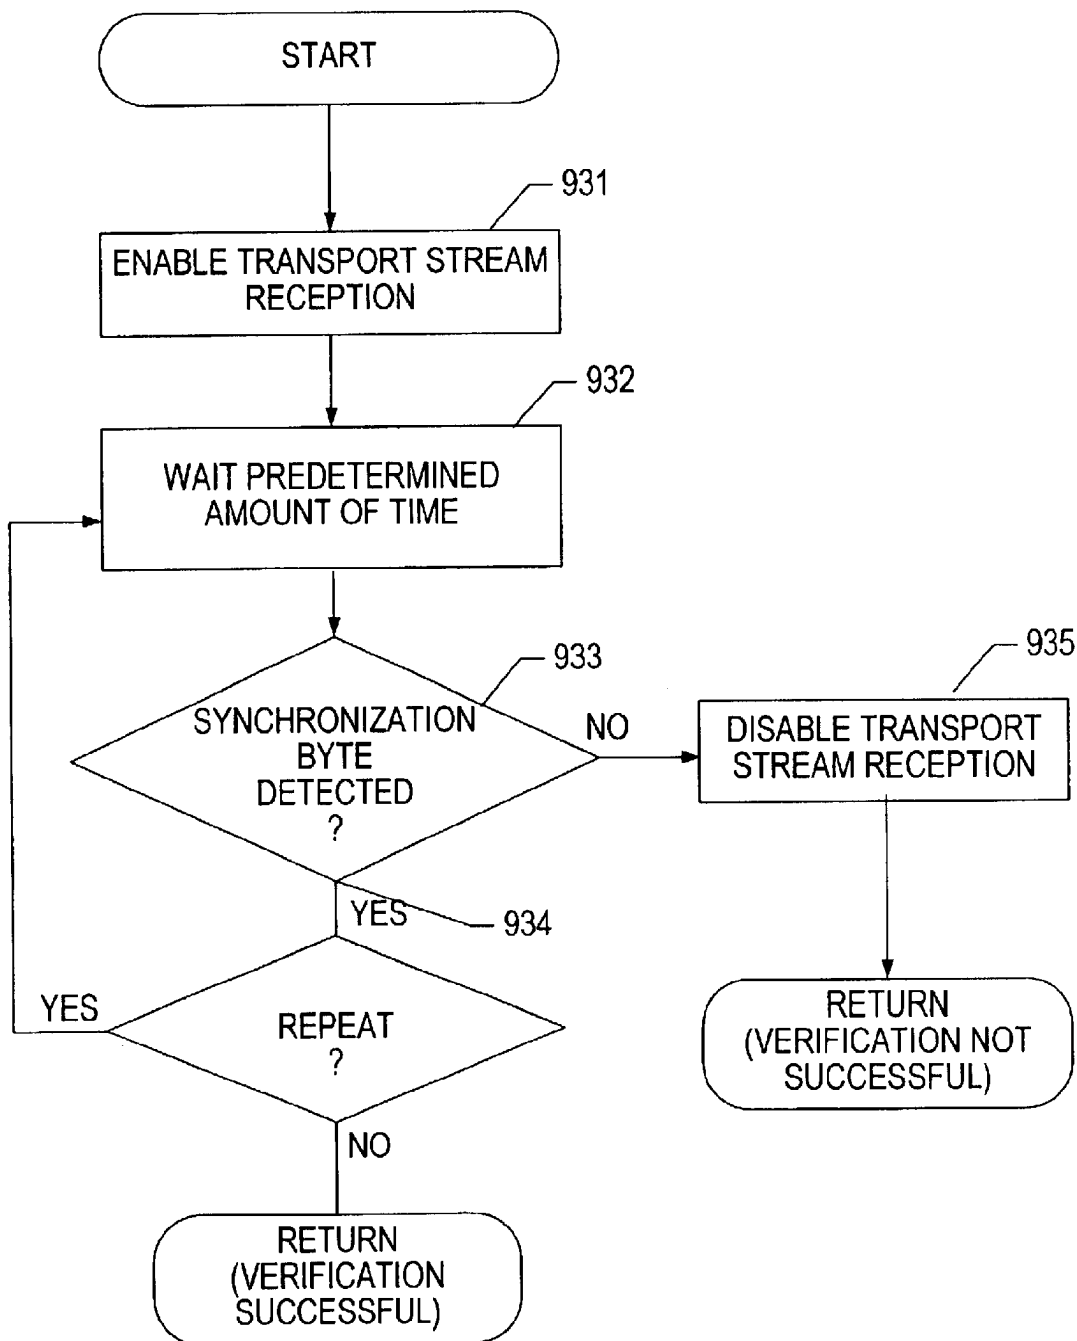 START
931
ENABLE TRANSPORT STREAM
RECEPTION
932
WAIT PREDETERMINED
AMOUNT OF TIME
933
SYNCHRONIZATION
BYTE
DETECTED
?
NO
935
DISABLE TRANSPORT
STREAM RECEPTION
YES
934
REPEAT
?
YES
NO
RETURN
(VERIFICATION NOT
SUCCESSFUL)
RETURN
(VERIFICATION
SUCCESSFUL)